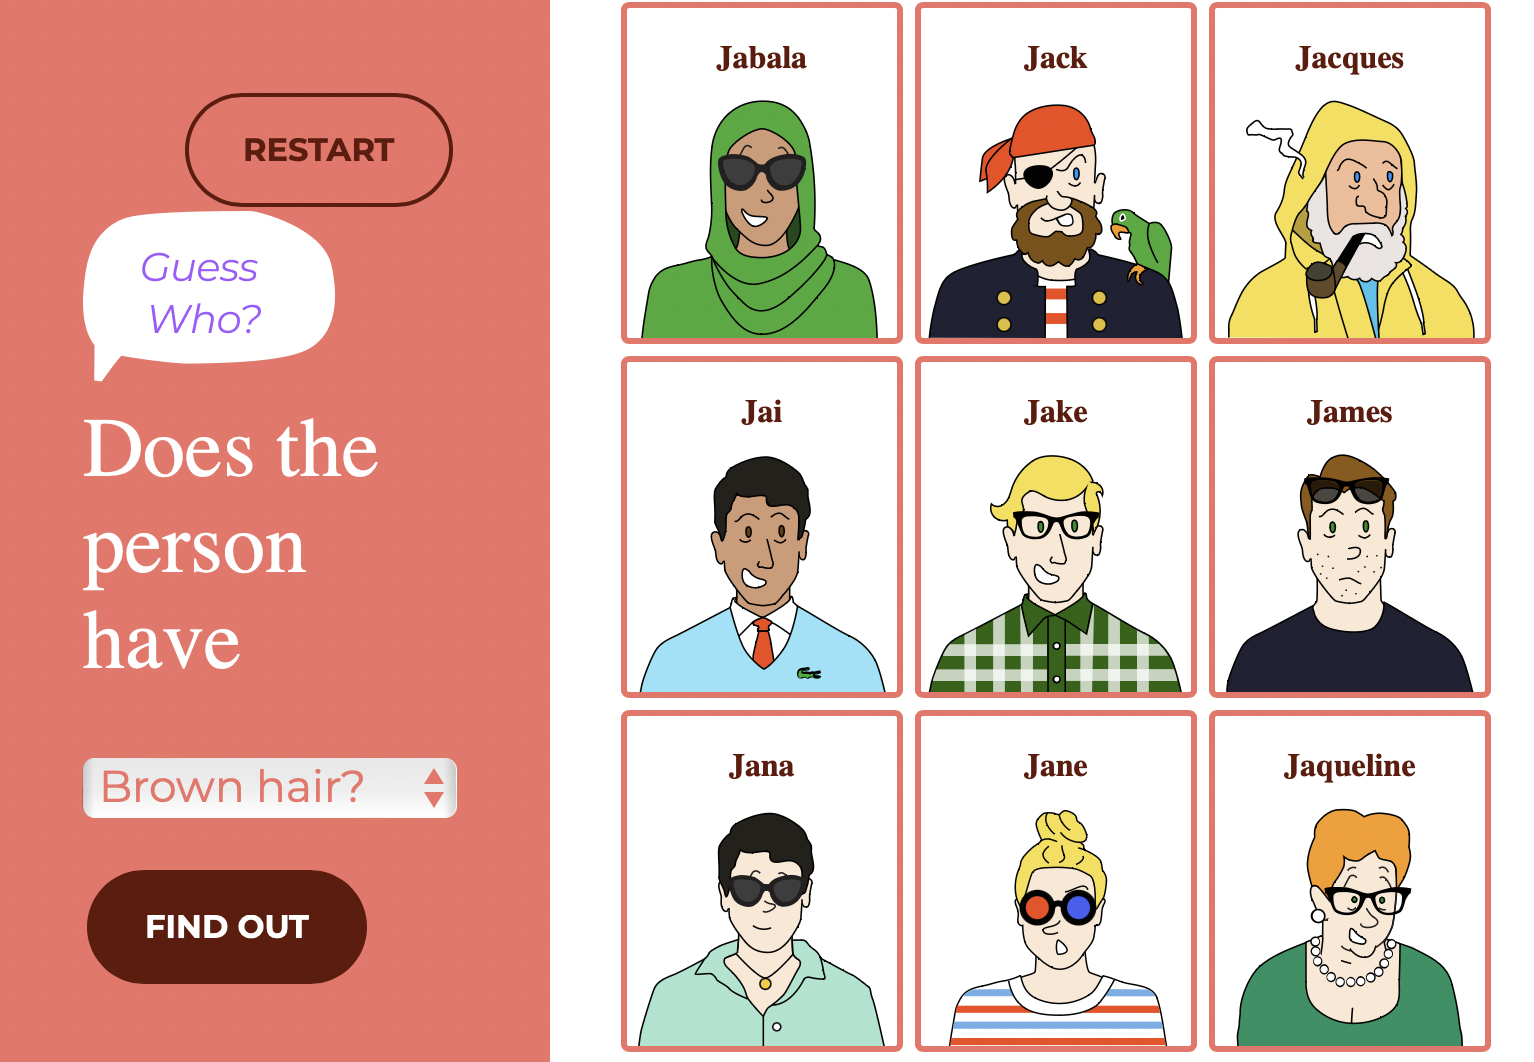 RESTART
Guess
Who?
Does the
person
have
Brown hair?
FIND OUT
Jabala
Jack
Jacques
Jai
Jake
James
Jana
Jane
Jaqueline